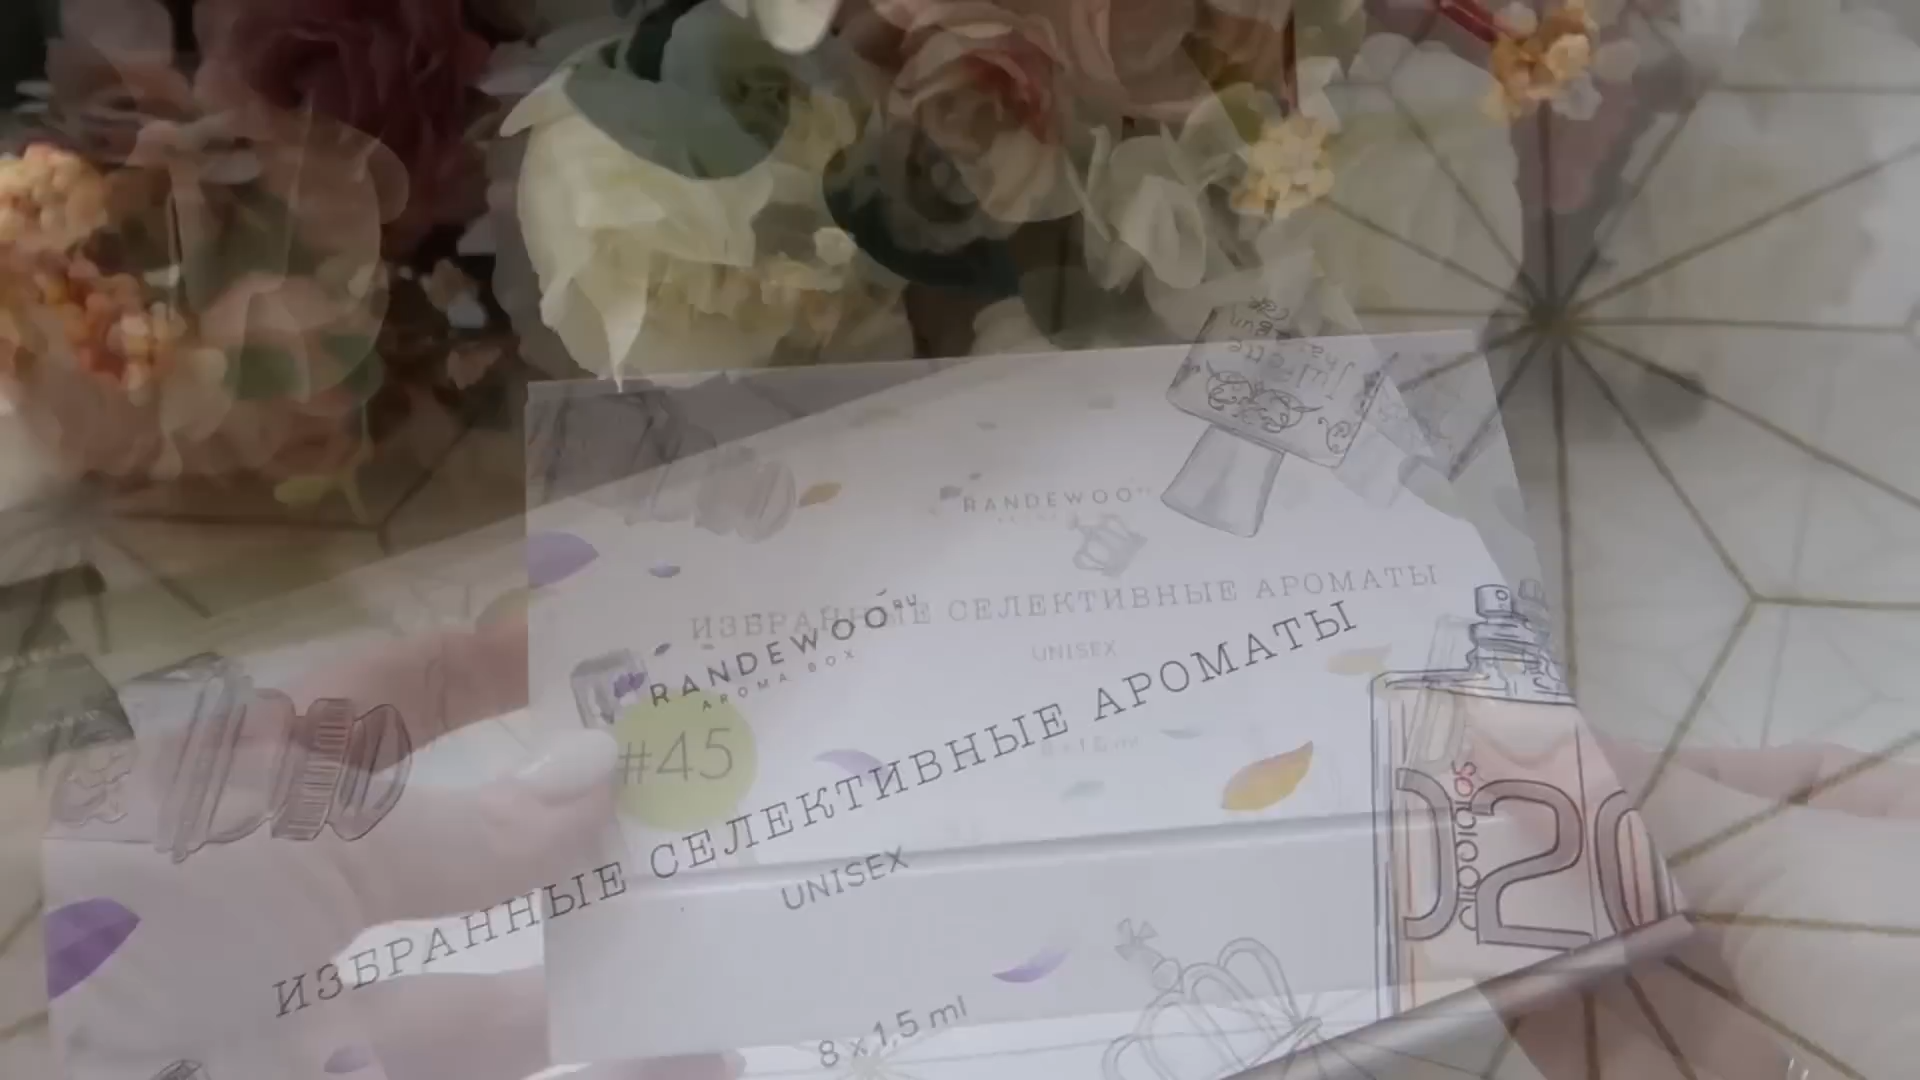 RANDEWOO
ИЗБРАННЫЕ СЕЛЕКТИВНЫЕ АРОМАТЫ
UNISEX
RANDEWOO RU
AROMA BOX
#45
ИЗБРАННЫЕ СЕЛЕКТИВНЫЕ АРОМАТЫ
UNISEX
8 x 1,5 ml